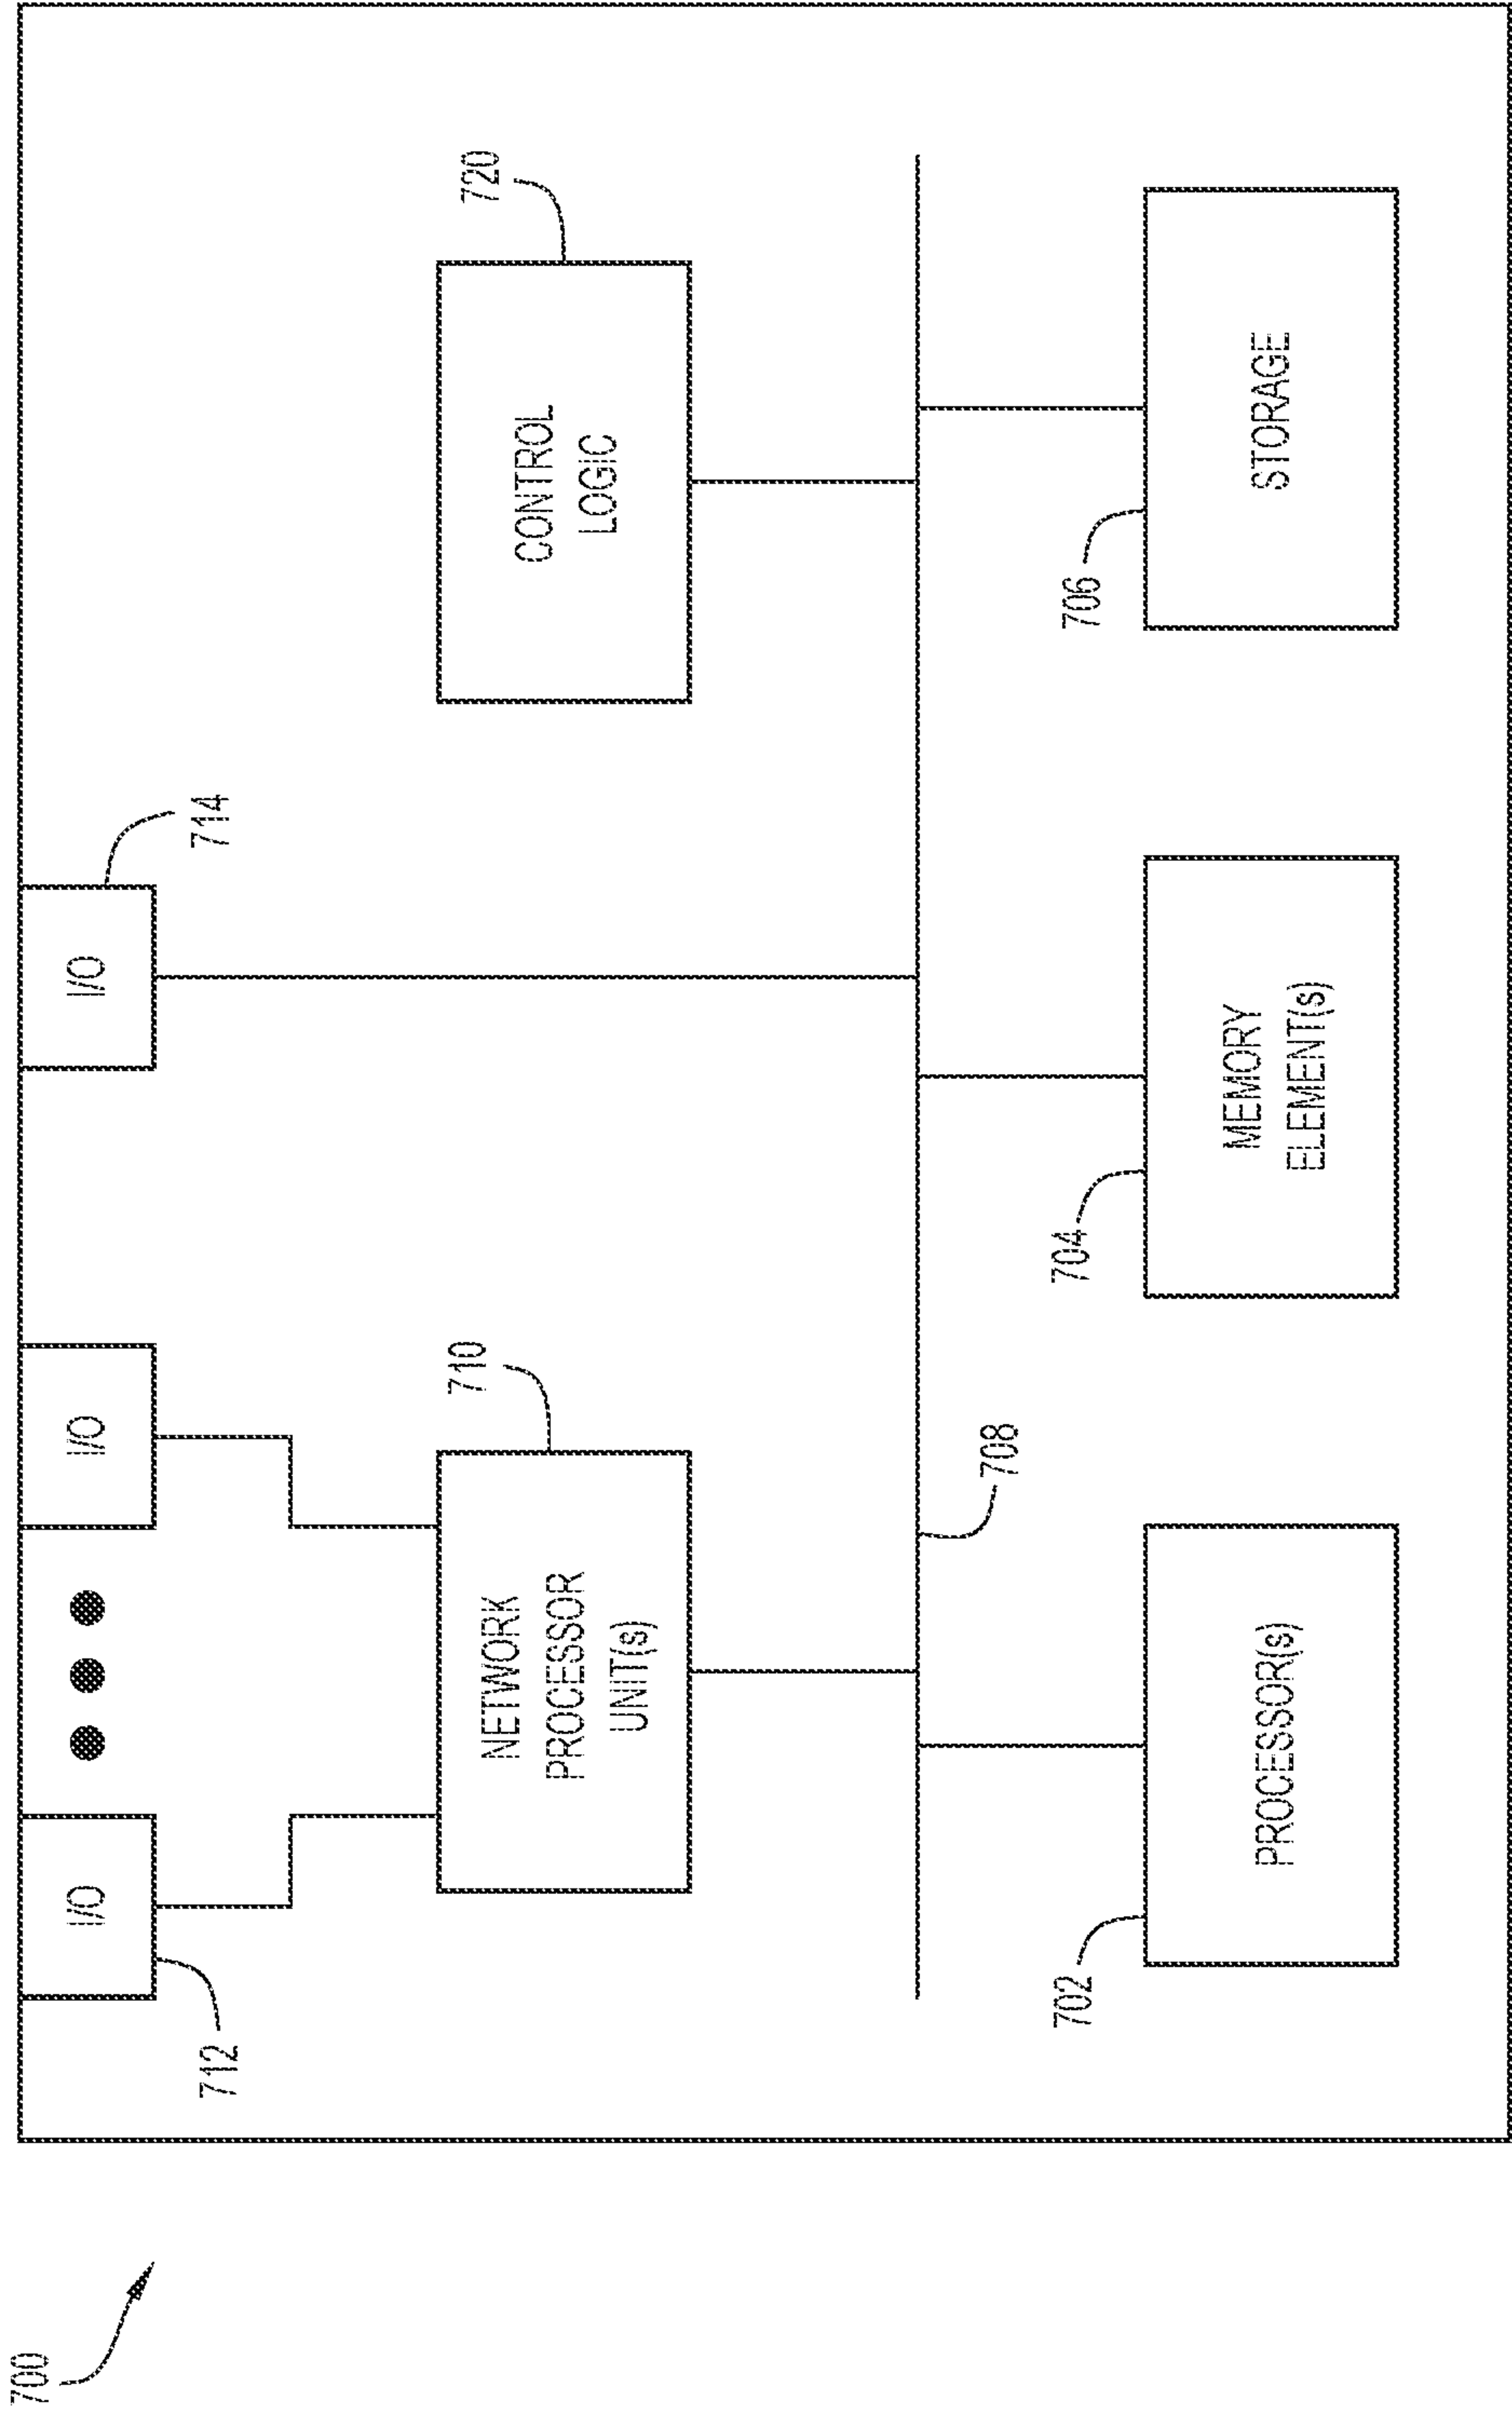 700
712
I/O
I/O
I/O
714
NETWORK
PROCESSOR
UNIT(s)
710
CONTROL
LOGIC
720
708
702
PROCESSOR(s)
704
MEMORY
ELEMENT(s)
706
STORAGE